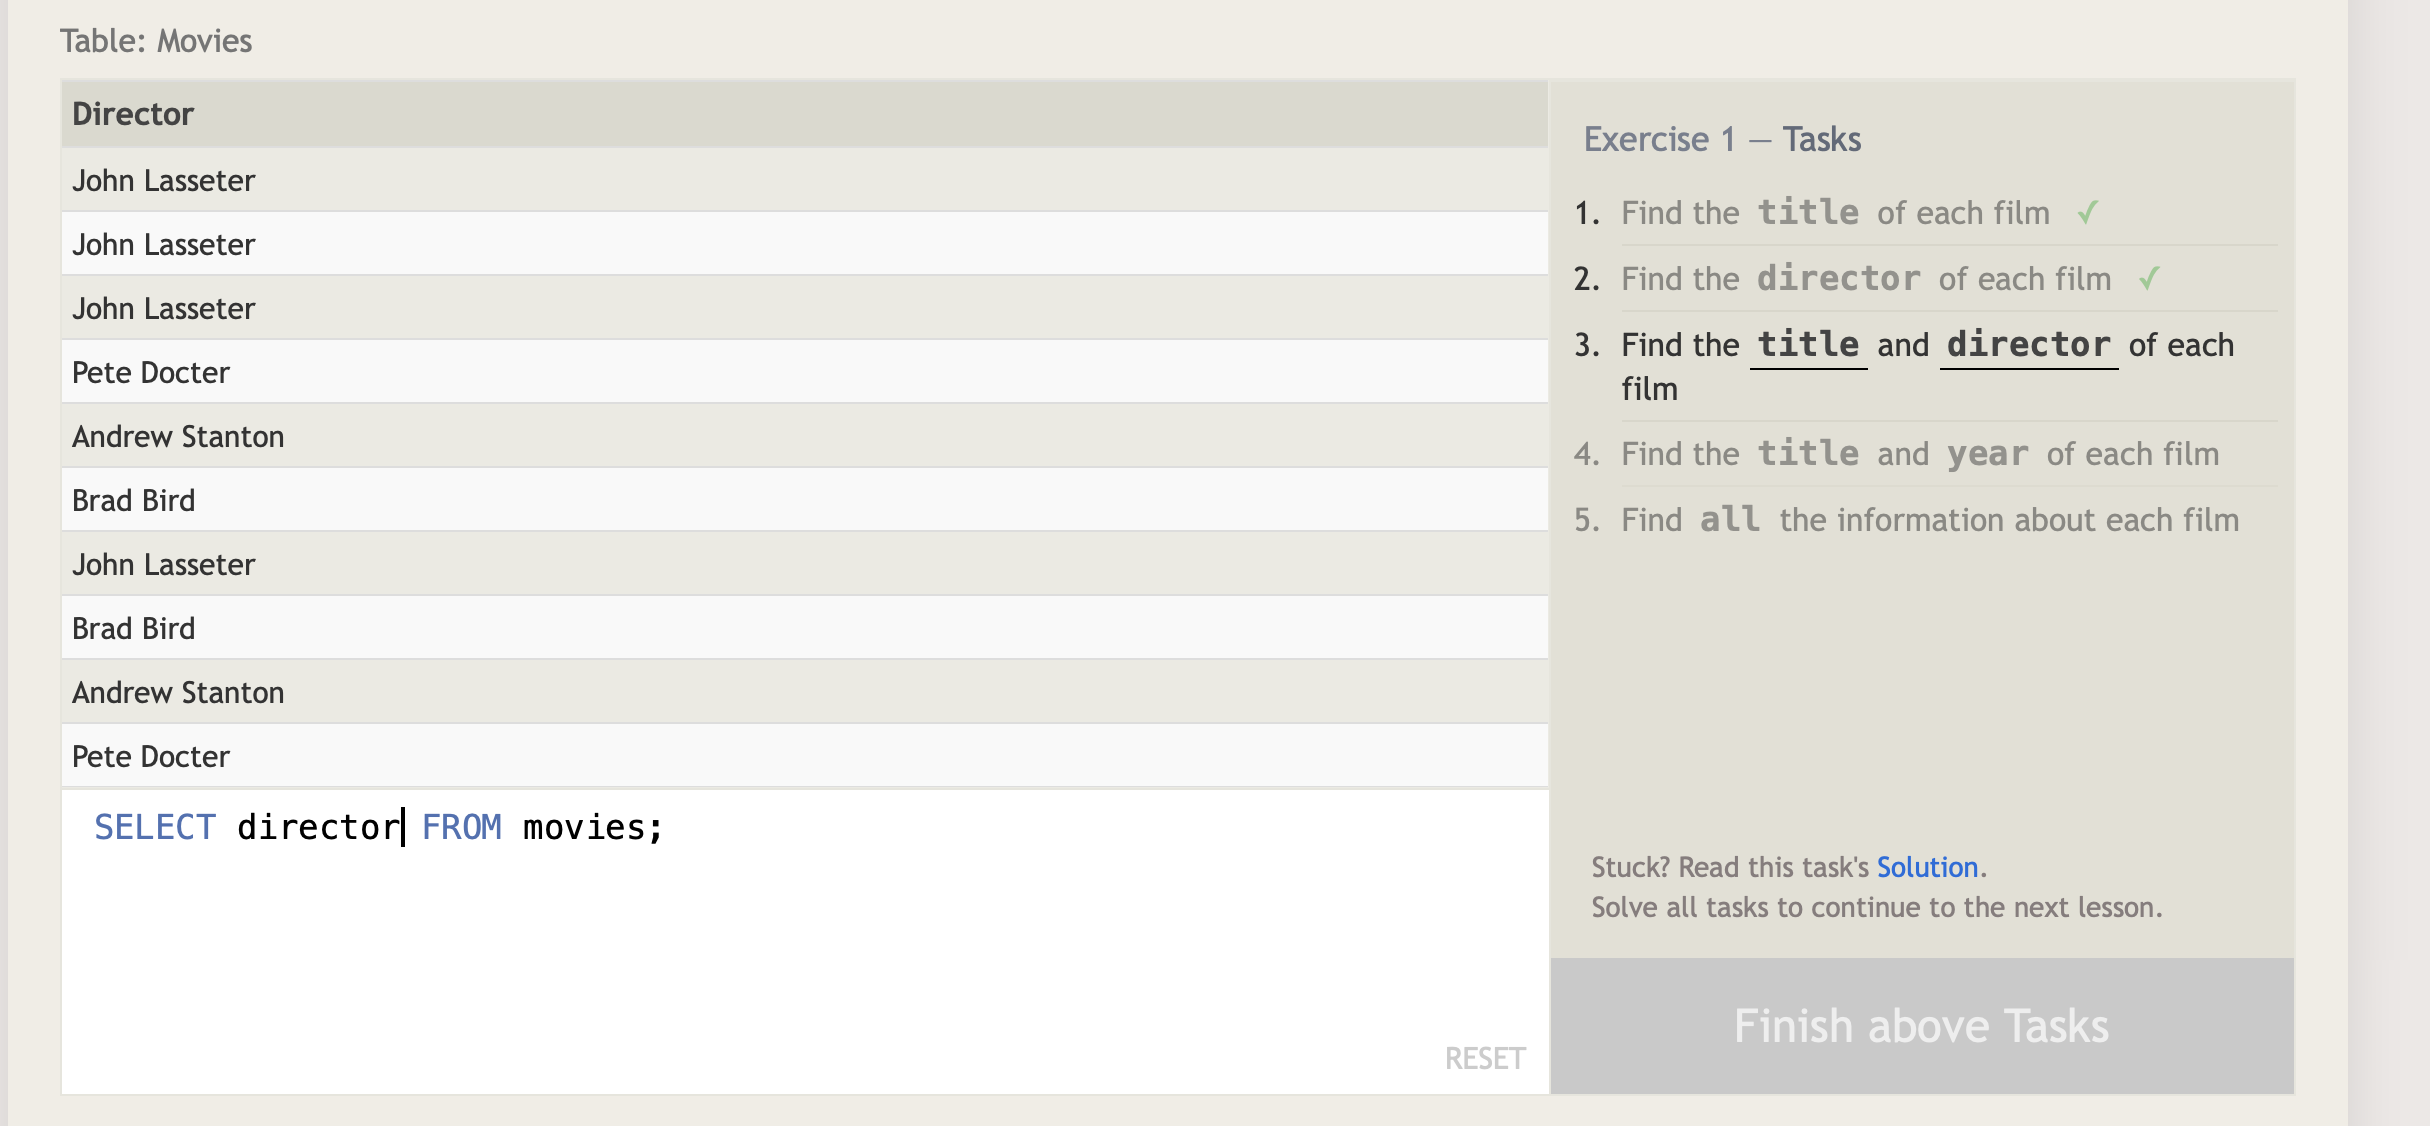 Table: Movies
Director
John Lasseter
John Lasseter
John Lasseter
Pete Docter
Andrew Stanton
Brad Bird
John Lasseter
Brad Bird
Andrew Stanton
Pete Docter
SELECT director FROM movies;
RESET
Exercise 1 — Tasks
1. Find the title of each film ✓
2. Find the director of each film ✓
3. Find the title and director of each
film
4. Find the title and year of each film
5. Find all the information about each film
Stuck? Read this task's Solution.
Solve all tasks to continue to the next lesson.
Finish above Tasks